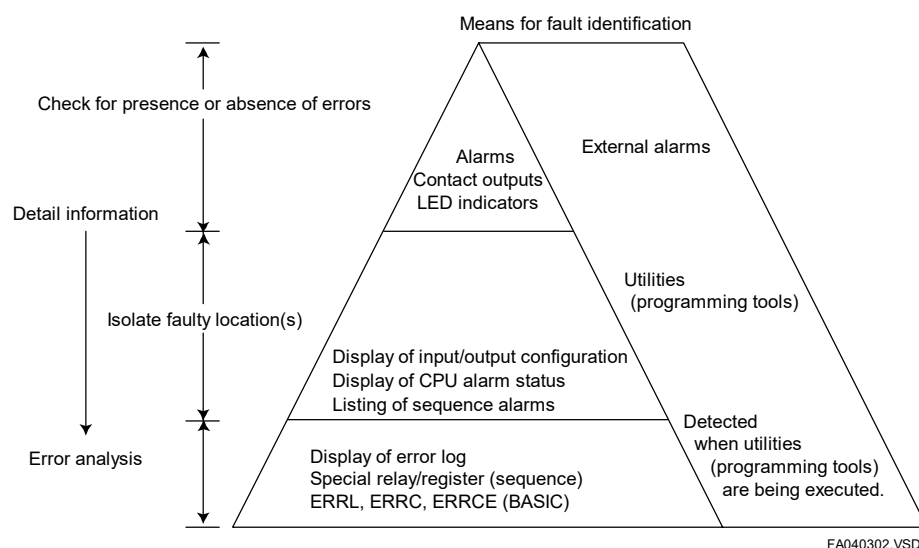 Means for fault identification
Check for presence or absence of errors
Alarms
Contact outputs
LED indicators
External alarms
Detail information
Isolate faulty location(s)
Utilities
(programming tools)
Display of input/output configuration
Display of CPU alarm status
Listing of sequence alarms
Detected
when utilities
(programming tools)
are being executed.
Error analysis
Display of error log
Special relay/register (sequence)
ERRL, ERRC, ERRCE (BASIC)
FA040302.VSD